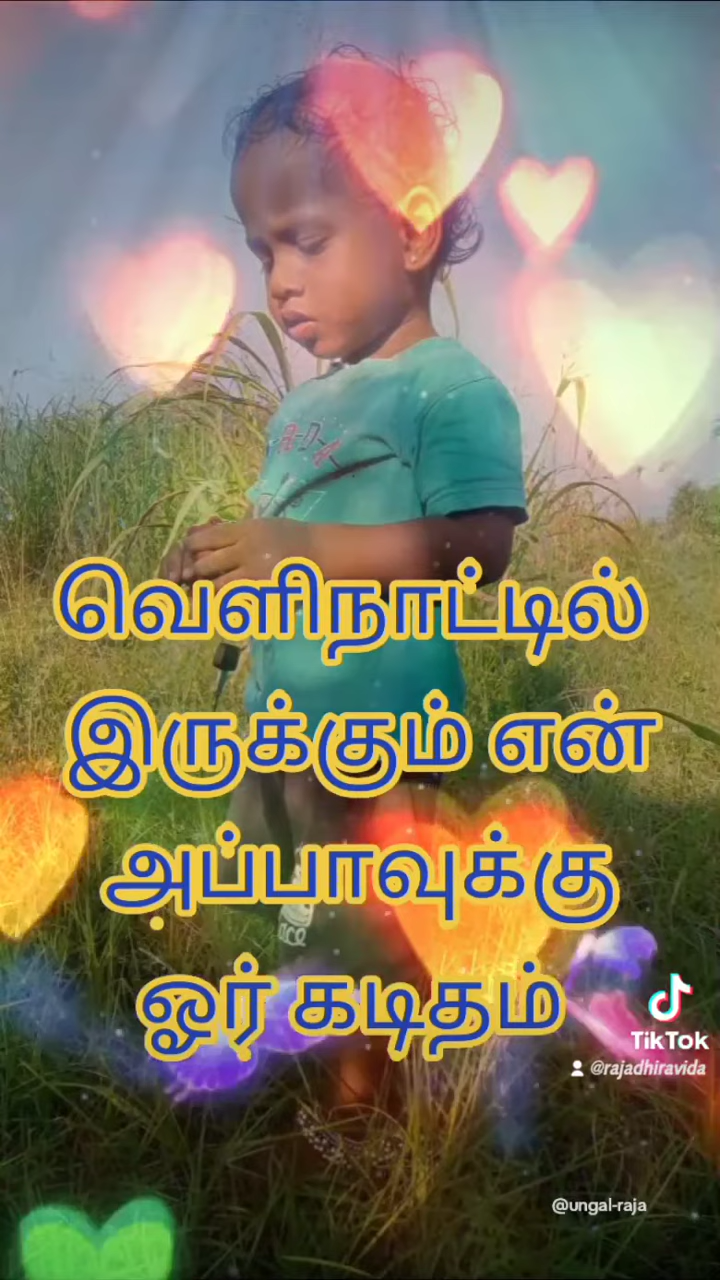 வெளிநாட்டில்
இருக்கும் என்
அப்பாவுக்கு
ஓர் கடிதம்
TikTok
@rajadhiravida
@ungal-raja